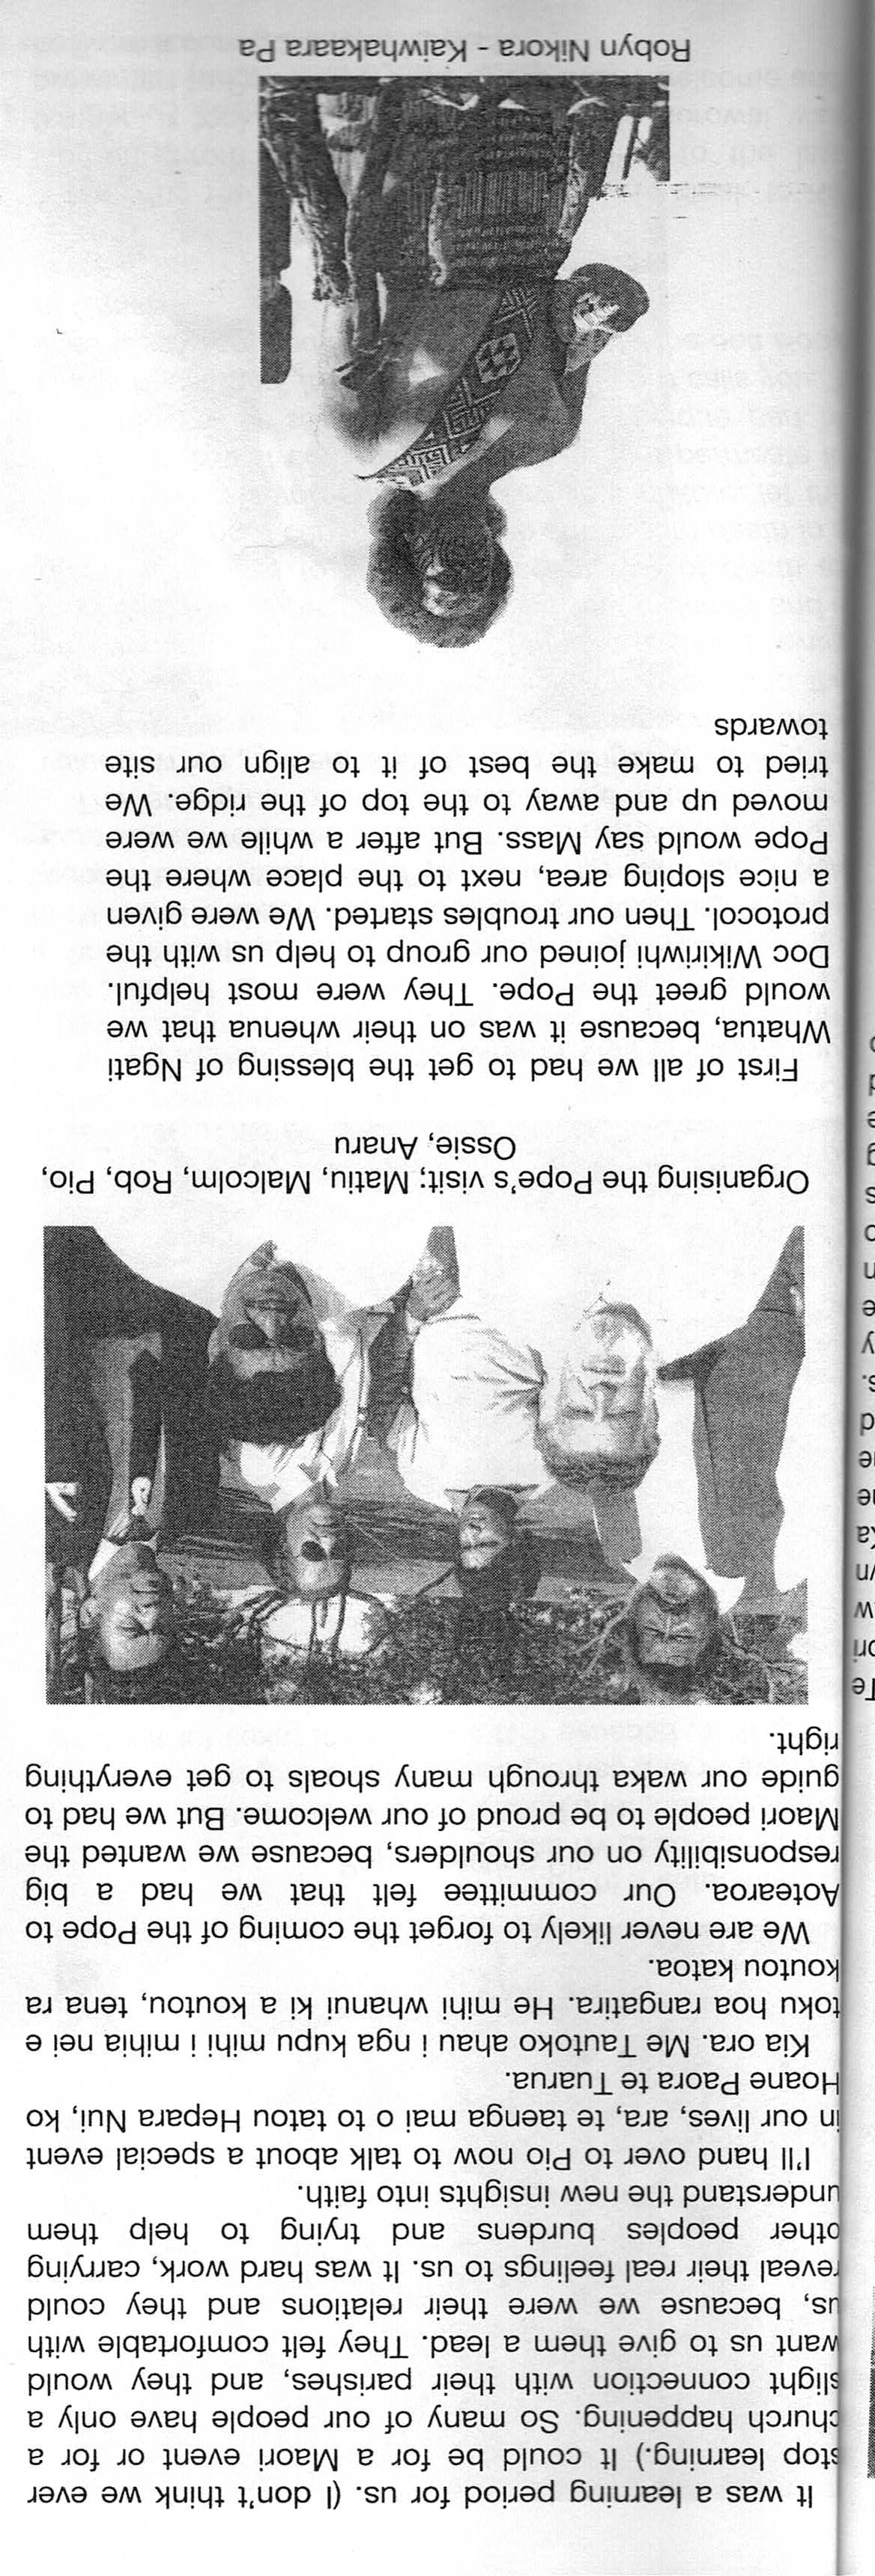 It was a learning period for us. (I don't think we ever
stop learning.) It could be for a Maori event or for a
church happening. So many of our people have only a
slight connection with their parishes, and they would
want us to give them a lead. They felt comfortable with
us, because we were their relations and they could
reveal their real feelings to us. It was hard work, carrying
other peoples burdens and trying to help them
understand the new insights into faith.
I'll hand over to Pio now to talk about a special event
in our lives, ara, te taenga mai o to tatou Hepara Nui, ko
Hoane Paora te Tuarua.
Kia ora. Me Tautoko ahau i nga kupu mihi i mihia nei e
toku hoa rangatira. He mihi whanui ki a koutou, tena ra
koutou katoa.
We are never likely to forget the coming of the Pope to
Aotearoa. Our committee felt that we had a big
responsibility on our shoulders, because we wanted the
Maori people to be proud of our welcome. But we had to
guide our waka through many shoals to get everything
right.
Organising the Pope's visit; Matiu, Malcolm, Rob, Pio,
Ossie, Anaru
First of all we had to get the blessing of Ngati
Whatua, because it was on their whenua that we
would greet the Pope. They were most helpful.
Doc Wikiriwhi joined our group to help us with the
protocol. Then our troubles started. We were given
a nice sloping area, next to the place where the
Pope would say Mass. But after a while we were
moved up and away to the top of the ridge. We
tried to make the best of it to align our site
towards
Robyn Nikora - Kaiwhakaara Pa